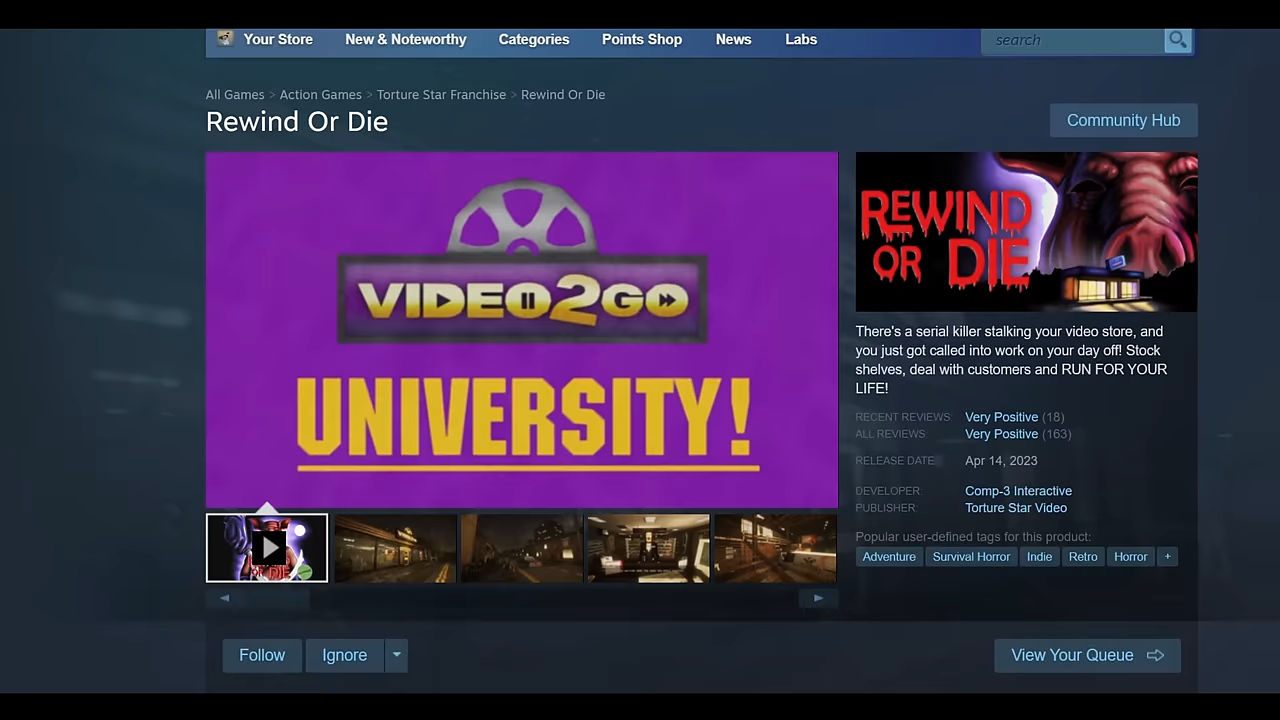 Your Store New & Noteworthy Categories Points Shop News Labs search
All Games > Action Games > Torture Star Franchise > Rewind Or Die
Rewind Or Die
Community Hub
VIDEO2GO
UNIVERSITY!
REWIND
OR DIE
There's a serial killer stalking your video store, and
you just got called into work on your day off! Stock
shelves, deal with customers and RUN FOR YOUR
LIFE!
RECENT REVIEWS: Very Positive (18)
ALL REVIEWS: Very Positive (163)
RELEASE DATE: Apr 14, 2023
DEVELOPER: Comp-3 Interactive
PUBLISHER: Torture Star Video
Popular user-defined tags for this product:
Adventure Survival Horror Indie Retro Horror +
OR DIE
Follow Ignore
View Your Queue